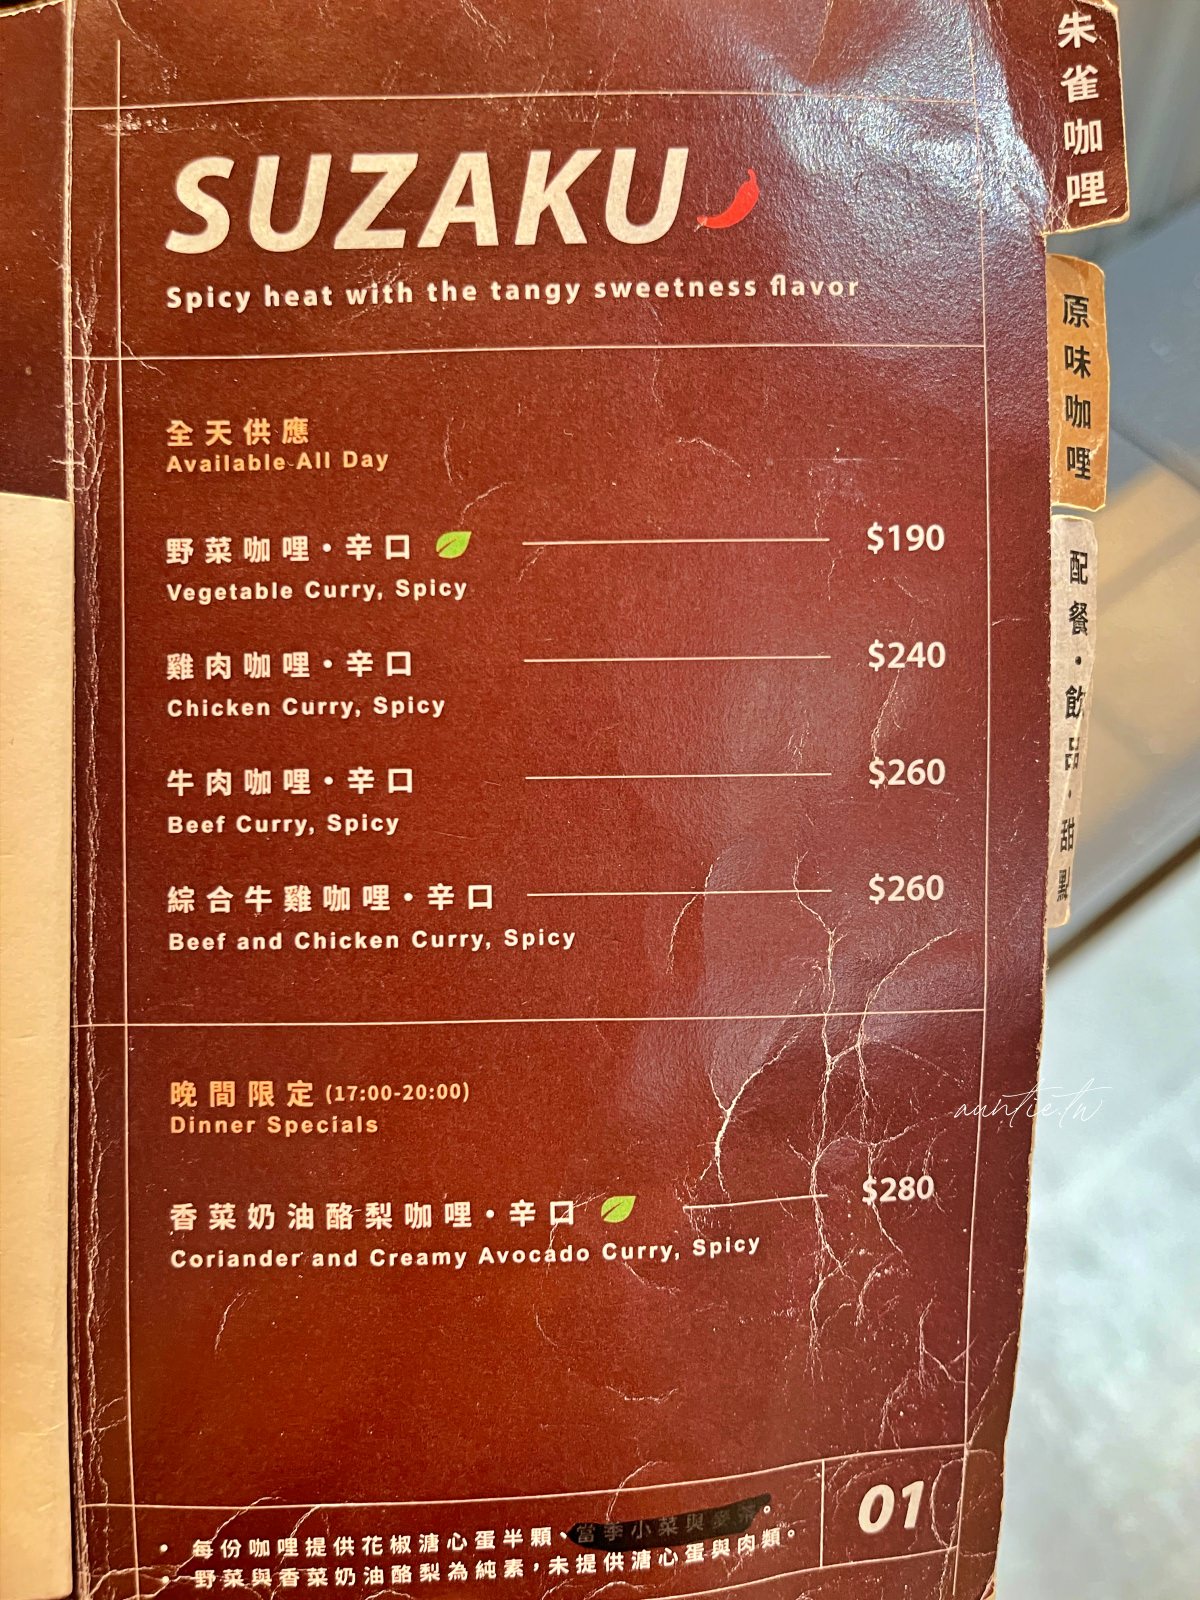 SUZAKU
Spicy heat with the tangy sweetness flavor
全天供應
Available All Day
野菜咖哩・辛口 $190
Vegetable Curry, Spicy
雞肉咖哩・辛口 $240
Chicken Curry, Spicy
牛肉咖哩・辛口 $260
Beef Curry, Spicy
綜合牛雞咖哩・辛口 $260
Beef and Chicken Curry, Spicy
晚間限定 (17:00-20:00)
Dinner Specials
香菜奶油酪梨咖哩・辛口 $280
Coriander and Creamy Avocado Curry, Spicy
• 每份咖哩提供花椒溏心蛋半顆、當季小菜與麥茶。
• 野菜與香菜奶油酪梨為純素，未提供溏心蛋與肉類。
01
朱雀咖哩
原味咖哩
配餐・飲品・甜點
auntie.tw